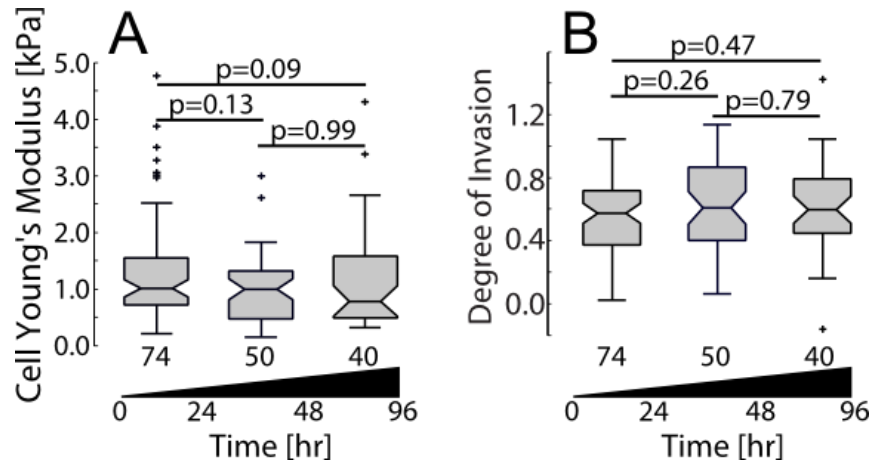 A
Cell Young's Modulus [kPa]
5.0
4.0
3.0
2.0
1.0
0.0
p=0.09
p=0.13
p=0.99
74 50 40
0 24 48 96
Time [hr]
B
Degree of Invasion
1.2
0.8
0.4
0.0
p=0.47
p=0.26
p=0.79
74 50 40
0 24 48 96
Time [hr]